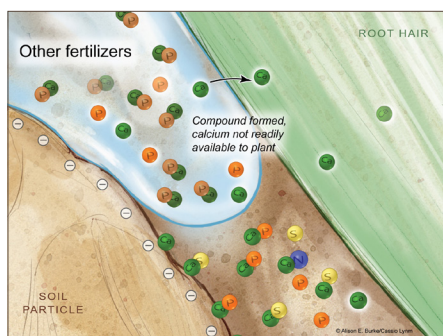 Other fertilizers
ROOT HAIR
Compound formed,
calcium not readily
available to plant
SOIL
PARTICLE
© Alison E. Burke/Cassio Lynm